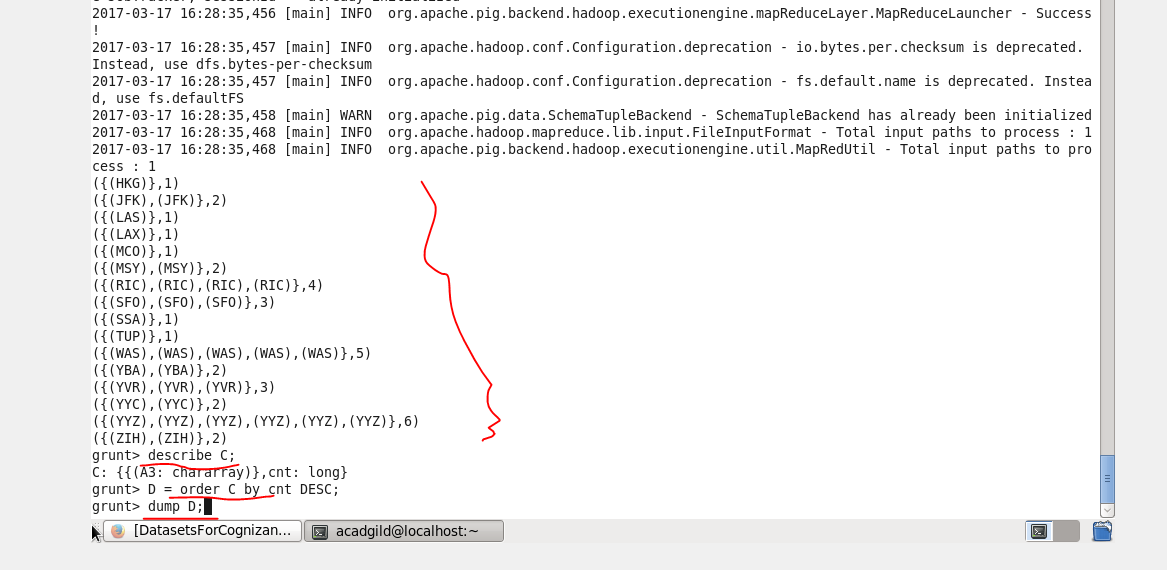 2017-03-17 16:28:35,456 [main] INFO  org.apache.pig.backend.hadoop.executionengine.mapReduceLayer.MapReduceLauncher - Success
!
2017-03-17 16:28:35,457 [main] INFO  org.apache.hadoop.conf.Configuration.deprecation - io.bytes.per.checksum is deprecated.
Instead, use dfs.bytes-per-checksum
2017-03-17 16:28:35,457 [main] INFO  org.apache.hadoop.conf.Configuration.deprecation - fs.default.name is deprecated. Instea
d, use fs.defaultFS
2017-03-17 16:28:35,458 [main] WARN  org.apache.pig.data.SchemaTupleBackend - SchemaTupleBackend has already been initialized
2017-03-17 16:28:35,468 [main] INFO  org.apache.hadoop.mapreduce.lib.input.FileInputFormat - Total input paths to process : 1
2017-03-17 16:28:35,468 [main] INFO  org.apache.pig.backend.hadoop.executionengine.util.MapRedUtil - Total input paths to pro
cess : 1
({(HKG)},1)
({(JFK),(JFK)},2)
({(LAS)},1)
({(LAX)},1)
({(MCO)},1)
({(MSY),(MSY)},2)
({(RIC),(RIC),(RIC),(RIC)},4)
({(SFO),(SFO),(SFO)},3)
({(SSA)},1)
({(TUP)},1)
({(WAS),(WAS),(WAS),(WAS),(WAS)},5)
({(YBA),(YBA)},2)
({(YVR),(YVR),(YVR)},3)
({(YYC),(YYC)},2)
({(YYZ),(YYZ),(YYZ),(YYZ),(YYZ),(YYZ)},6)
({(ZIH),(ZIH)},2)
grunt> describe C;
C: {{(A3: chararray)},cnt: long}
grunt> D = order C by cnt DESC;
grunt> dump D;
[DatasetsForCognizan...
acadgild@localhost:~